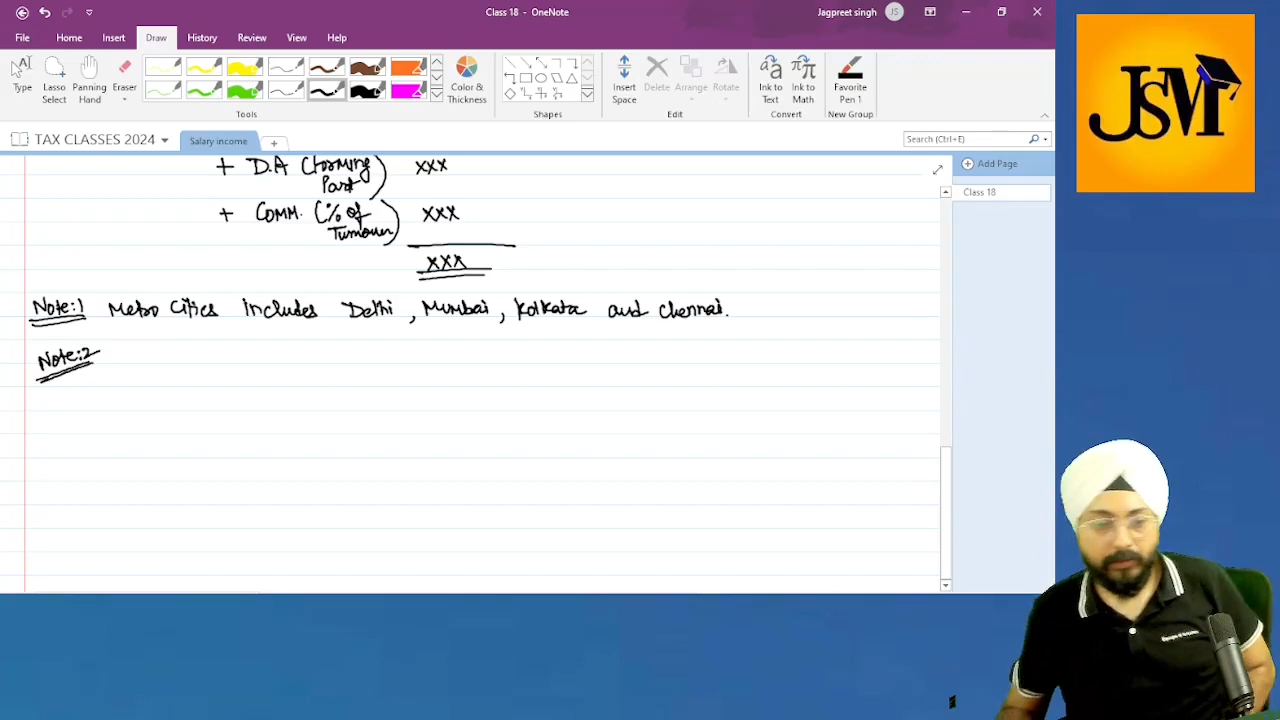 Class 18 - OneNote
Jagpreet singh JS
File Home Insert Draw History Review View Help
Type
Lasso Select
Panning Hand
Eraser
Color & Thickness
Insert Space
Delete
Arrange
Rotate
Ink to Text
Ink to Math
Favorite Pen 1
Tools
Shapes
Edit
Convert
New Group
TAX CLASSES 2024
Salary income
Search (Ctrl+E)
Add Page
Class 18
JSM
+ D.A (forming Part) XXX
+ COMM. (% of Turnover) XXX
XXX
Note:1 Metro Cities includes Delhi, Mumbai, Kolkata and Chennai.
Note:2